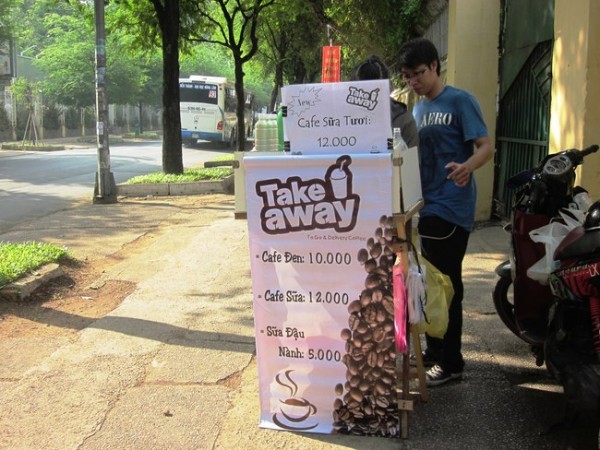 New
Take
away
Cafe Sữa Tươi:
12.000
Take
away
Cafe Đen: 10.000
Cafe Sữa: 12.000
Sữa Đậu
Nành: 5.000
AERO